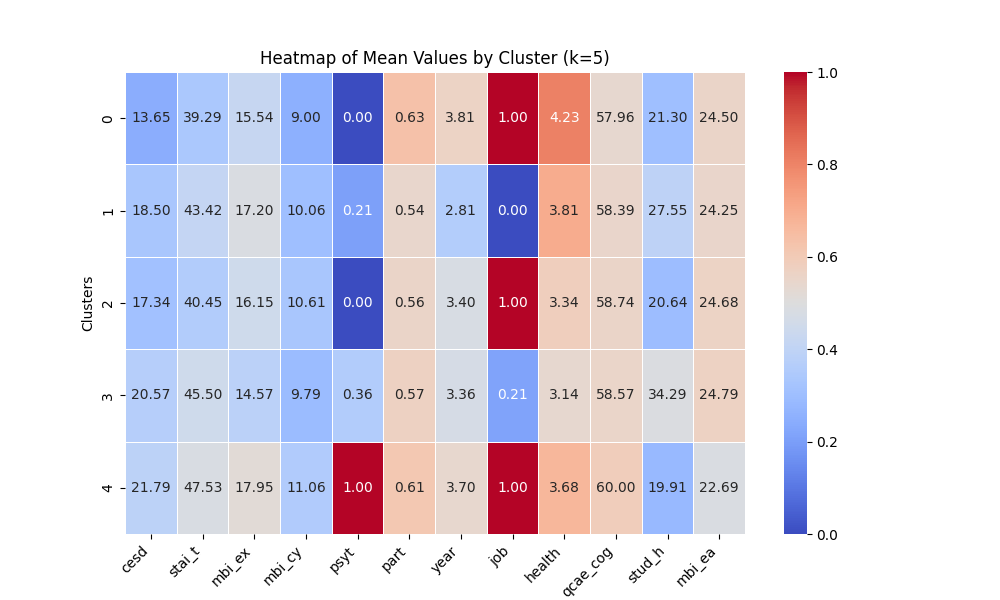 Heatmap of Mean Values by Cluster (k=5)
Clusters
0 13.65 39.29 15.54 9.00 0.00 0.63 3.81 1.00 4.23 57.96 21.30 24.50
1 18.50 43.42 17.20 10.06 0.21 0.54 2.81 0.00 3.81 58.39 27.55 24.25
2 17.34 40.45 16.15 10.61 0.00 0.56 3.40 1.00 3.34 58.74 20.64 24.68
3 20.57 45.50 14.57 9.79 0.36 0.57 3.36 0.21 3.14 58.57 34.29 24.79
4 21.79 47.53 17.95 11.06 1.00 0.61 3.70 1.00 3.68 60.00 19.91 22.69
cesd stai_t mbi_ex mbi_cy psyt part year job health qcae_cog stud_h mbi_ea
1.0
0.8
0.6
0.4
0.2
0.0